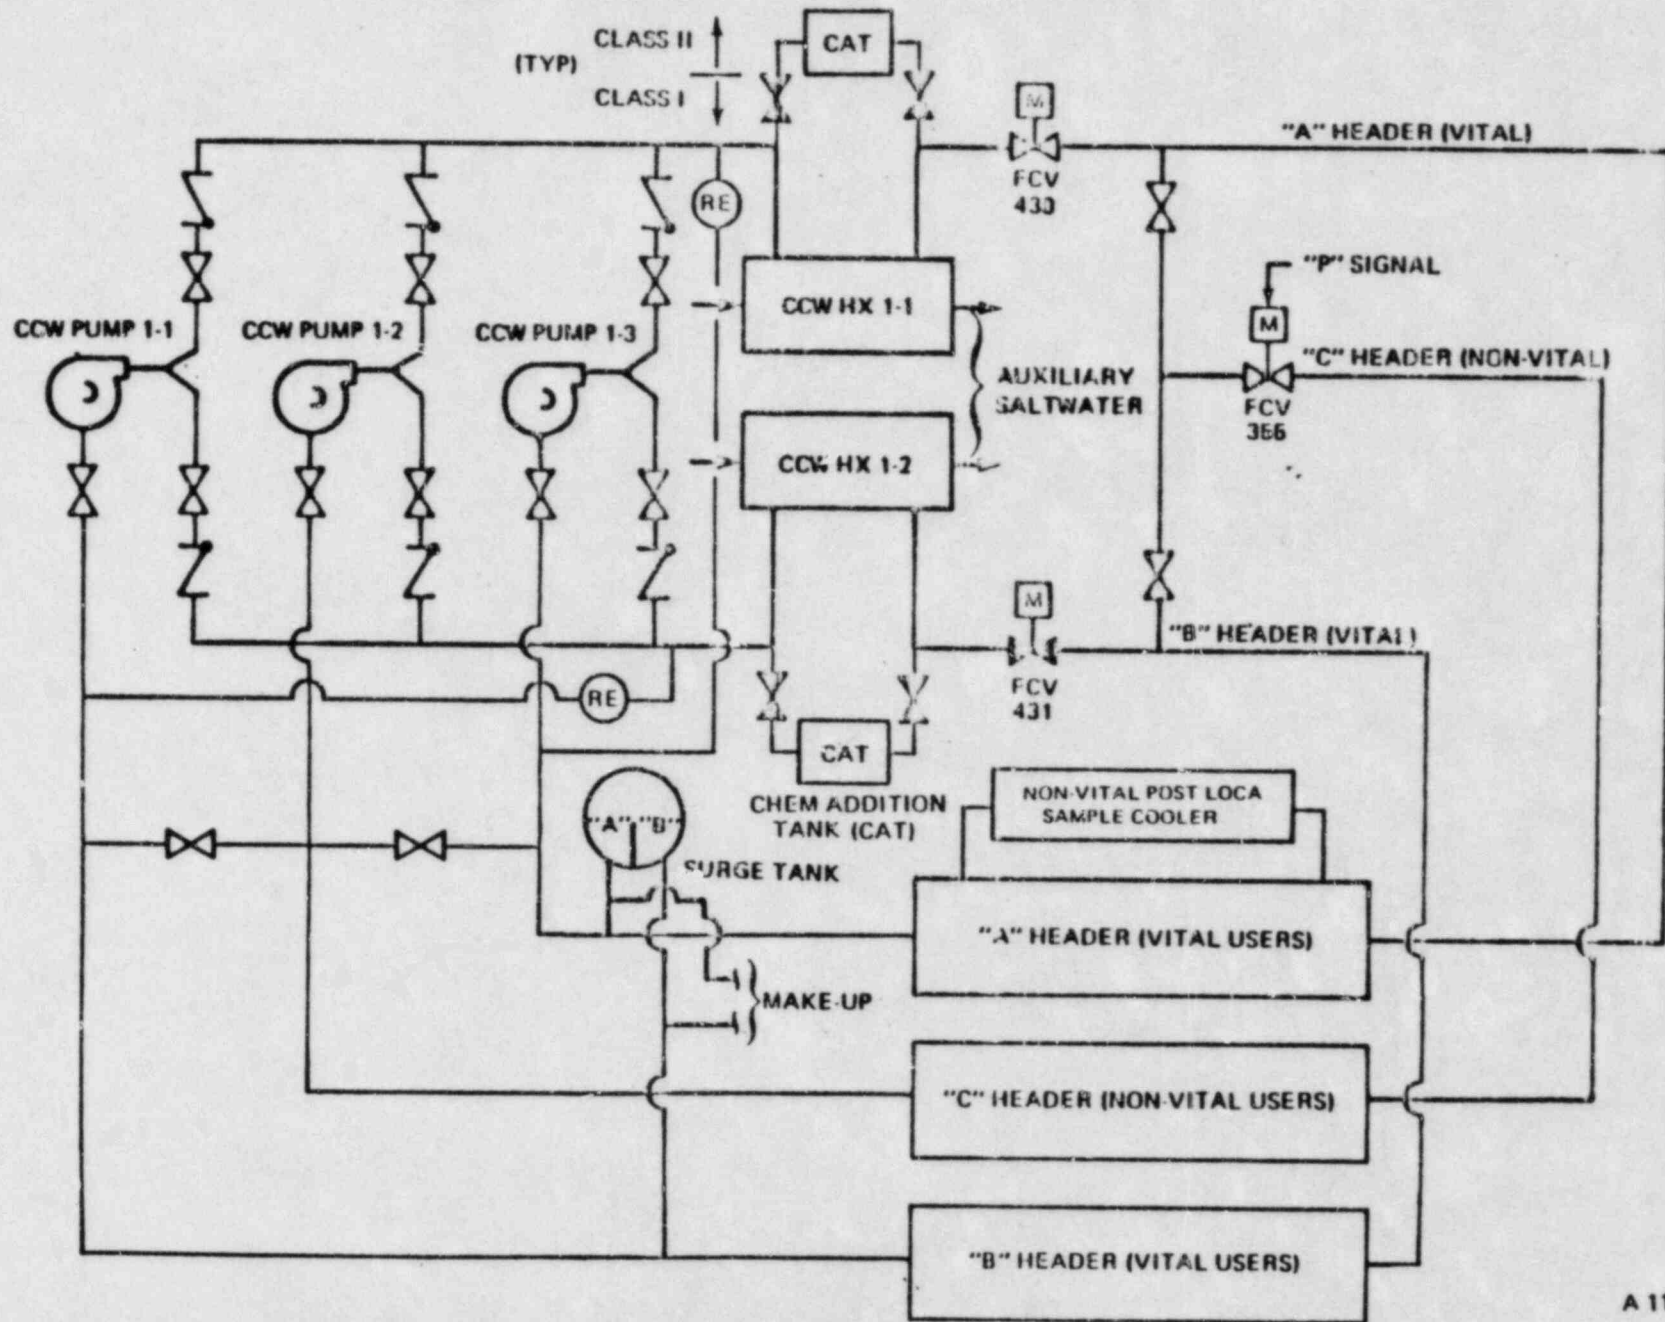 CLASS II
(TYP)
CLASS I
CAT
M
FCV
430
"A" HEADER (VITAL)
RE
"P" SIGNAL
M
"C" HEADER (NON-VITAL)
FCV
CCW PUMP 1-1
CCW PUMP 1-2
CCW PUMP 1-3
CCW HX 1-1
AUXILIARY
SALTWATER
CCW HX 1-2
M
FCV
431
"B" HEADER (VITAL)
RE
CAT
CHEM ADDITION
TANK (CAT)
"A" "B"
SURGE TANK
NON-VITAL POST LOCA
SAMPLE COOLER
"A" HEADER (VITAL USERS)
MAKE-UP
"C" HEADER (NON-VITAL USERS)
"B" HEADER (VITAL USERS)
A 11